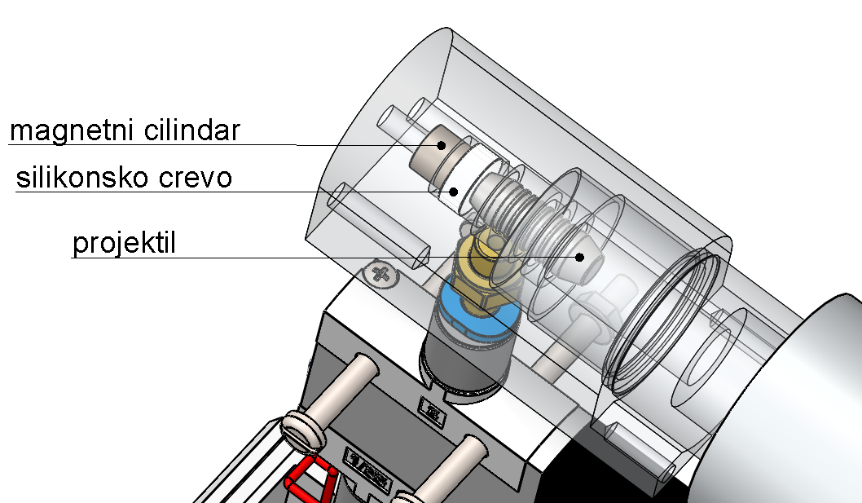 magnetni cilindar
silikonsko crevo
projektil